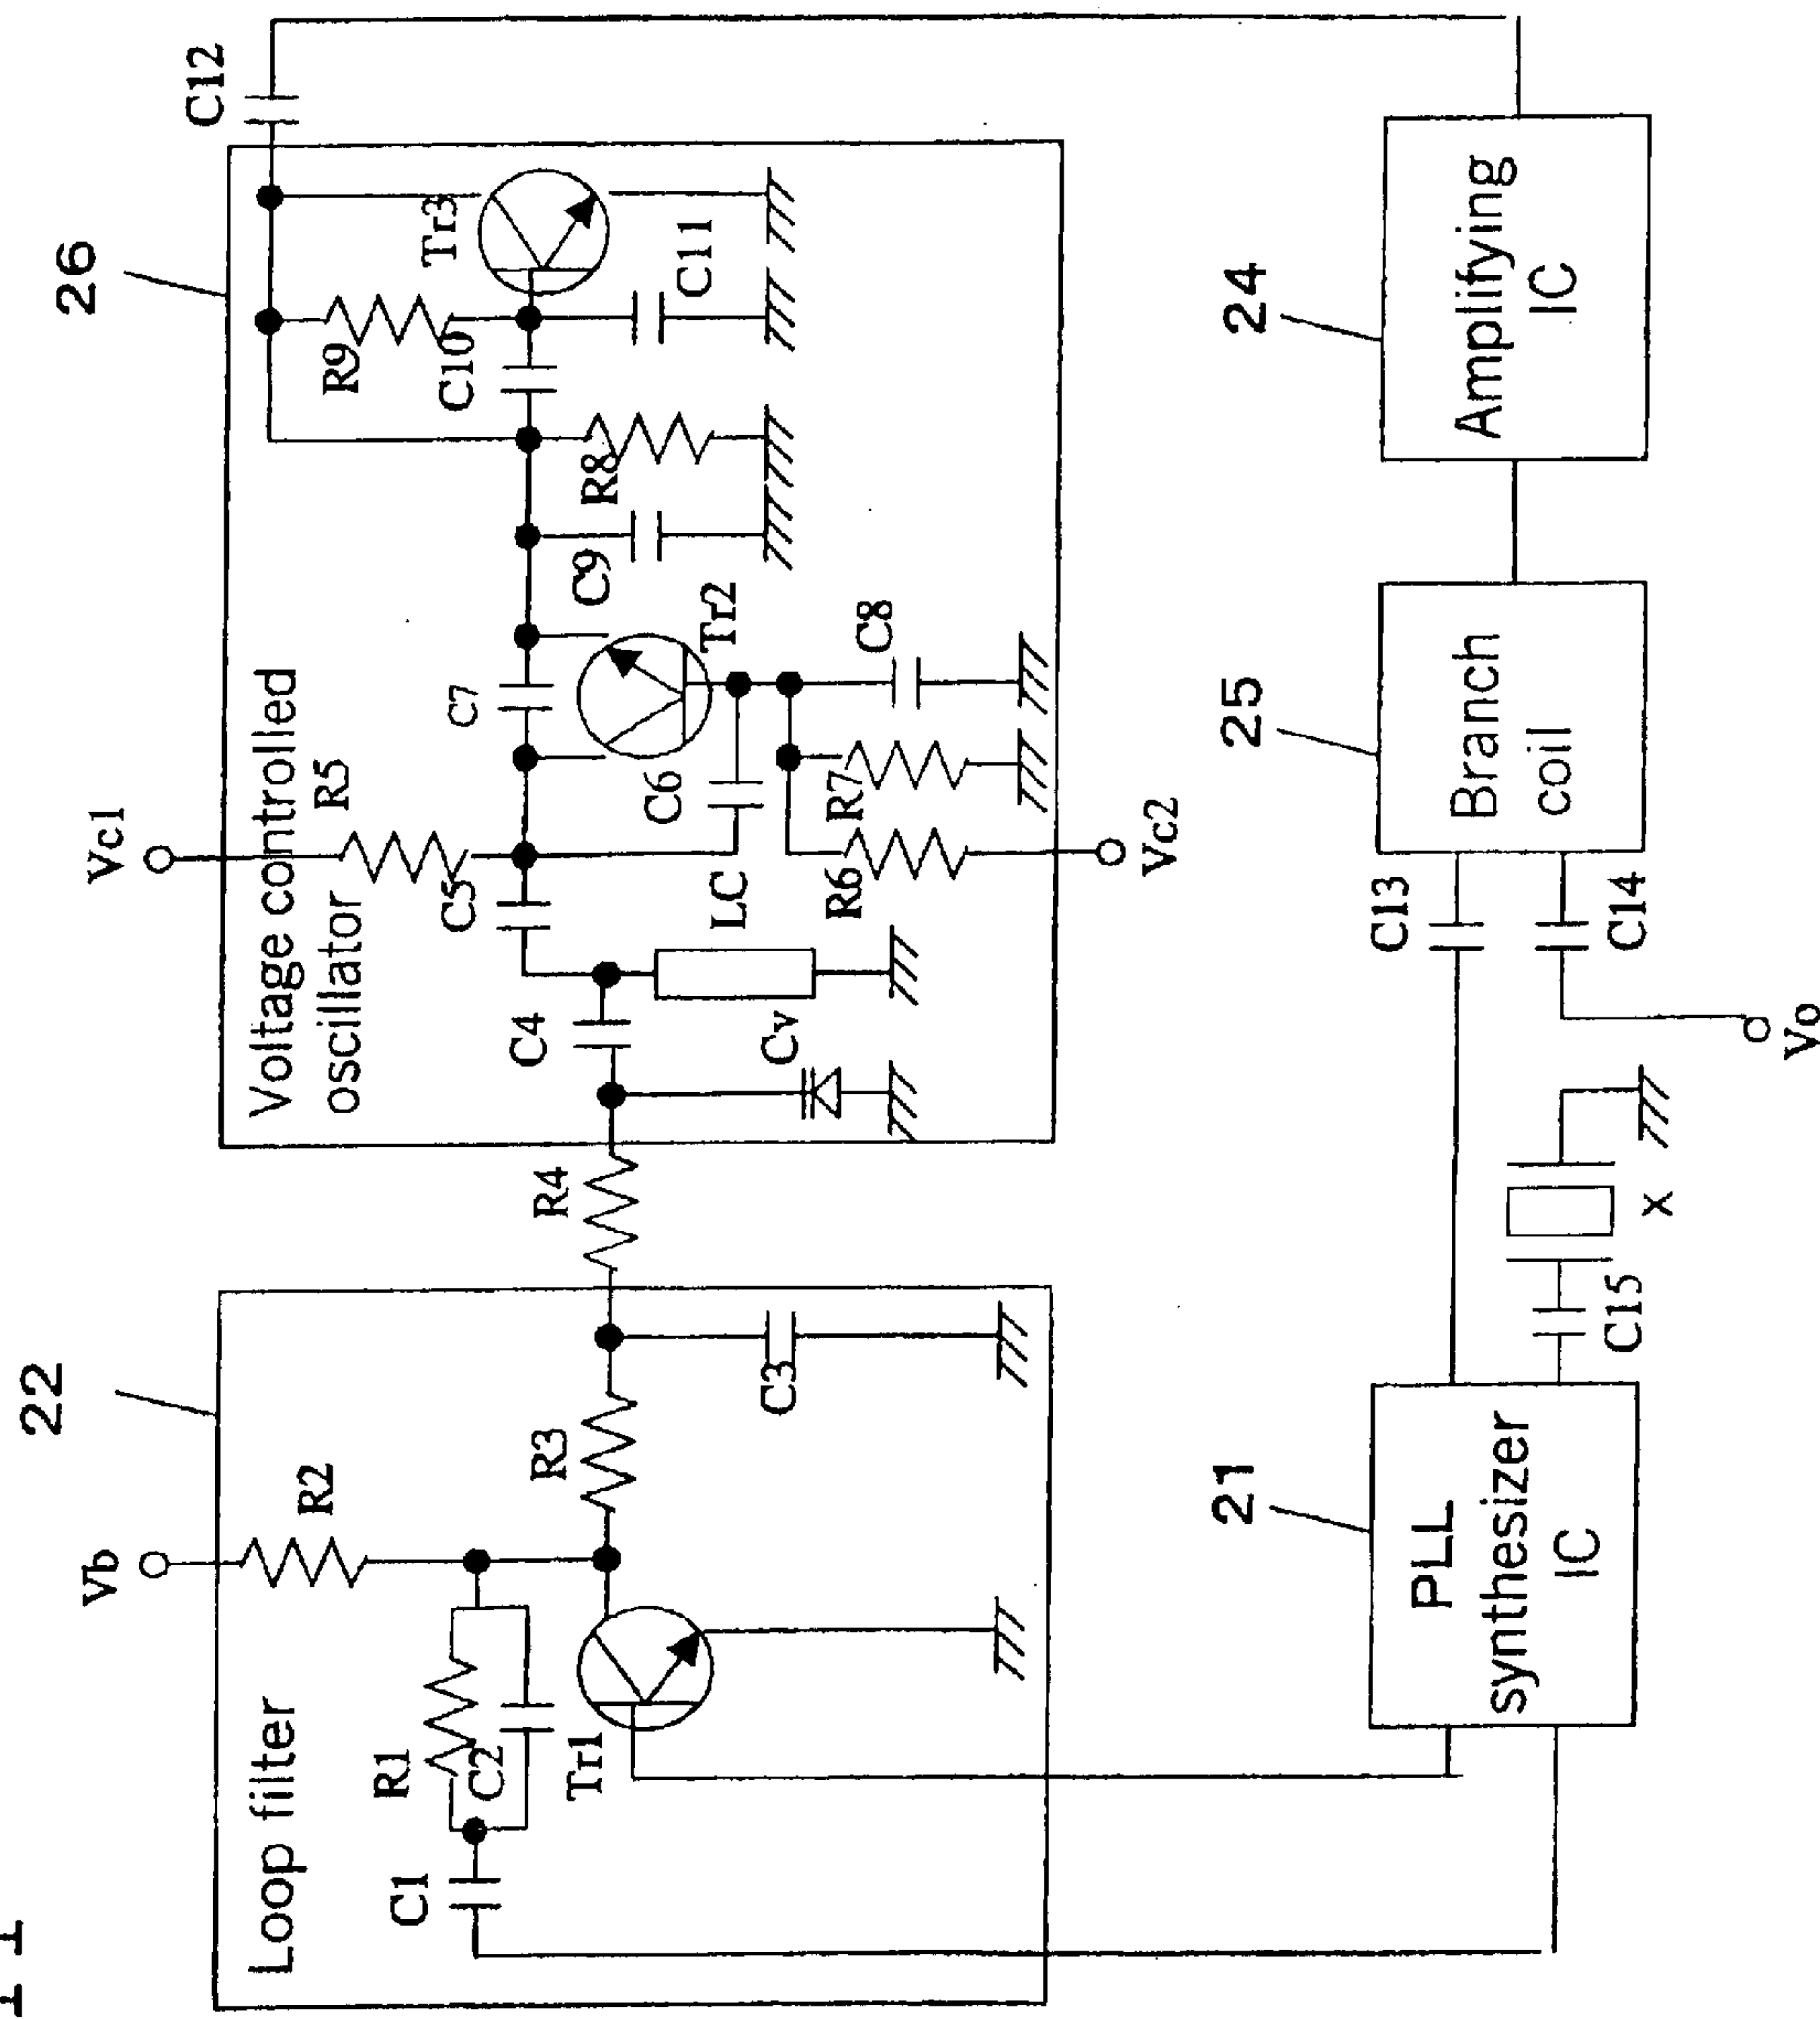 22
26
Vb
Vc1
Loop filter
R2
R1
C2
C1
Tr1
R3
C3
R4
Voltage controlled
oscillator
R5
C4
C5
C6
C7
Cv
LC
R6
R7
Vc2
Tr2
C8
C9
R8
R9
C10
Tr3
C11
C12
21
PLL
synthesizer
IC
C15
x
25
Branch
coil
C13
C14
Vo
24
Amplifying
IC